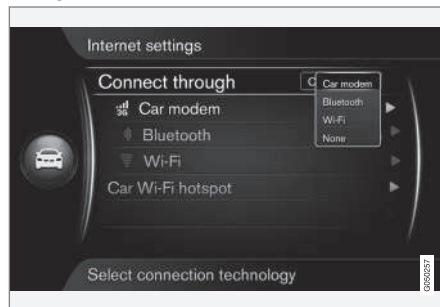 Internet settings
Connect through
Car modem
Bluetooth
Wi-Fi
None
3G Car modem
Bluetooth
Wi-Fi
Car Wi-Fi hotspot
Select connection technology
G050257